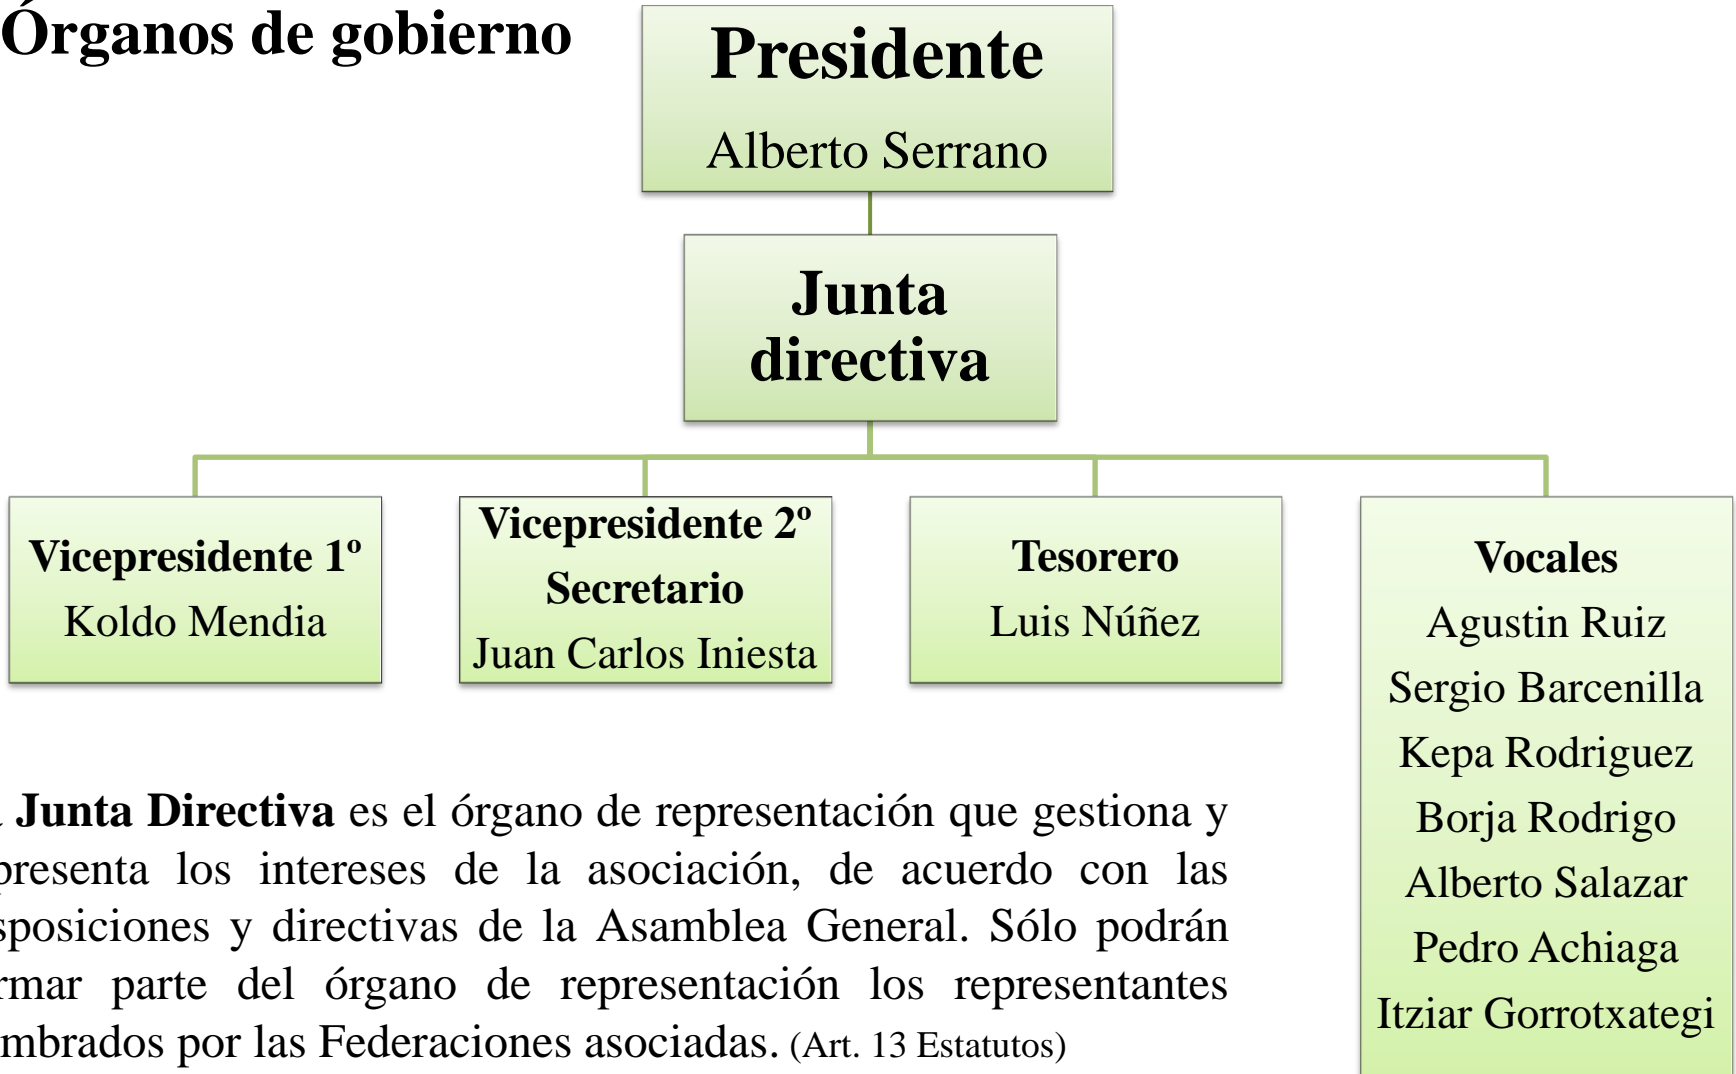 Órganos de gobierno
Presidente
Alberto Serrano
Junta
directiva
Vicepresidente 1º
Koldo Mendia
Vicepresidente 2º
Secretario
Juan Carlos Iniesta
Tesorero
Luis Núñez
Vocales
Agustin Ruiz
Sergio Barcenilla
Kepa Rodriguez
Borja Rodrigo
Alberto Salazar
Pedro Achiaga
Itziar Gorrotxategi
Junta Directiva es el órgano de representación que gestiona y
presenta los intereses de la asociación, de acuerdo con las
sposiciones y directivas de la Asamblea General. Sólo podrán
rmar parte del órgano de representación los representantes
mbrados por las Federaciones asociadas. (Art. 13 Estatutos)